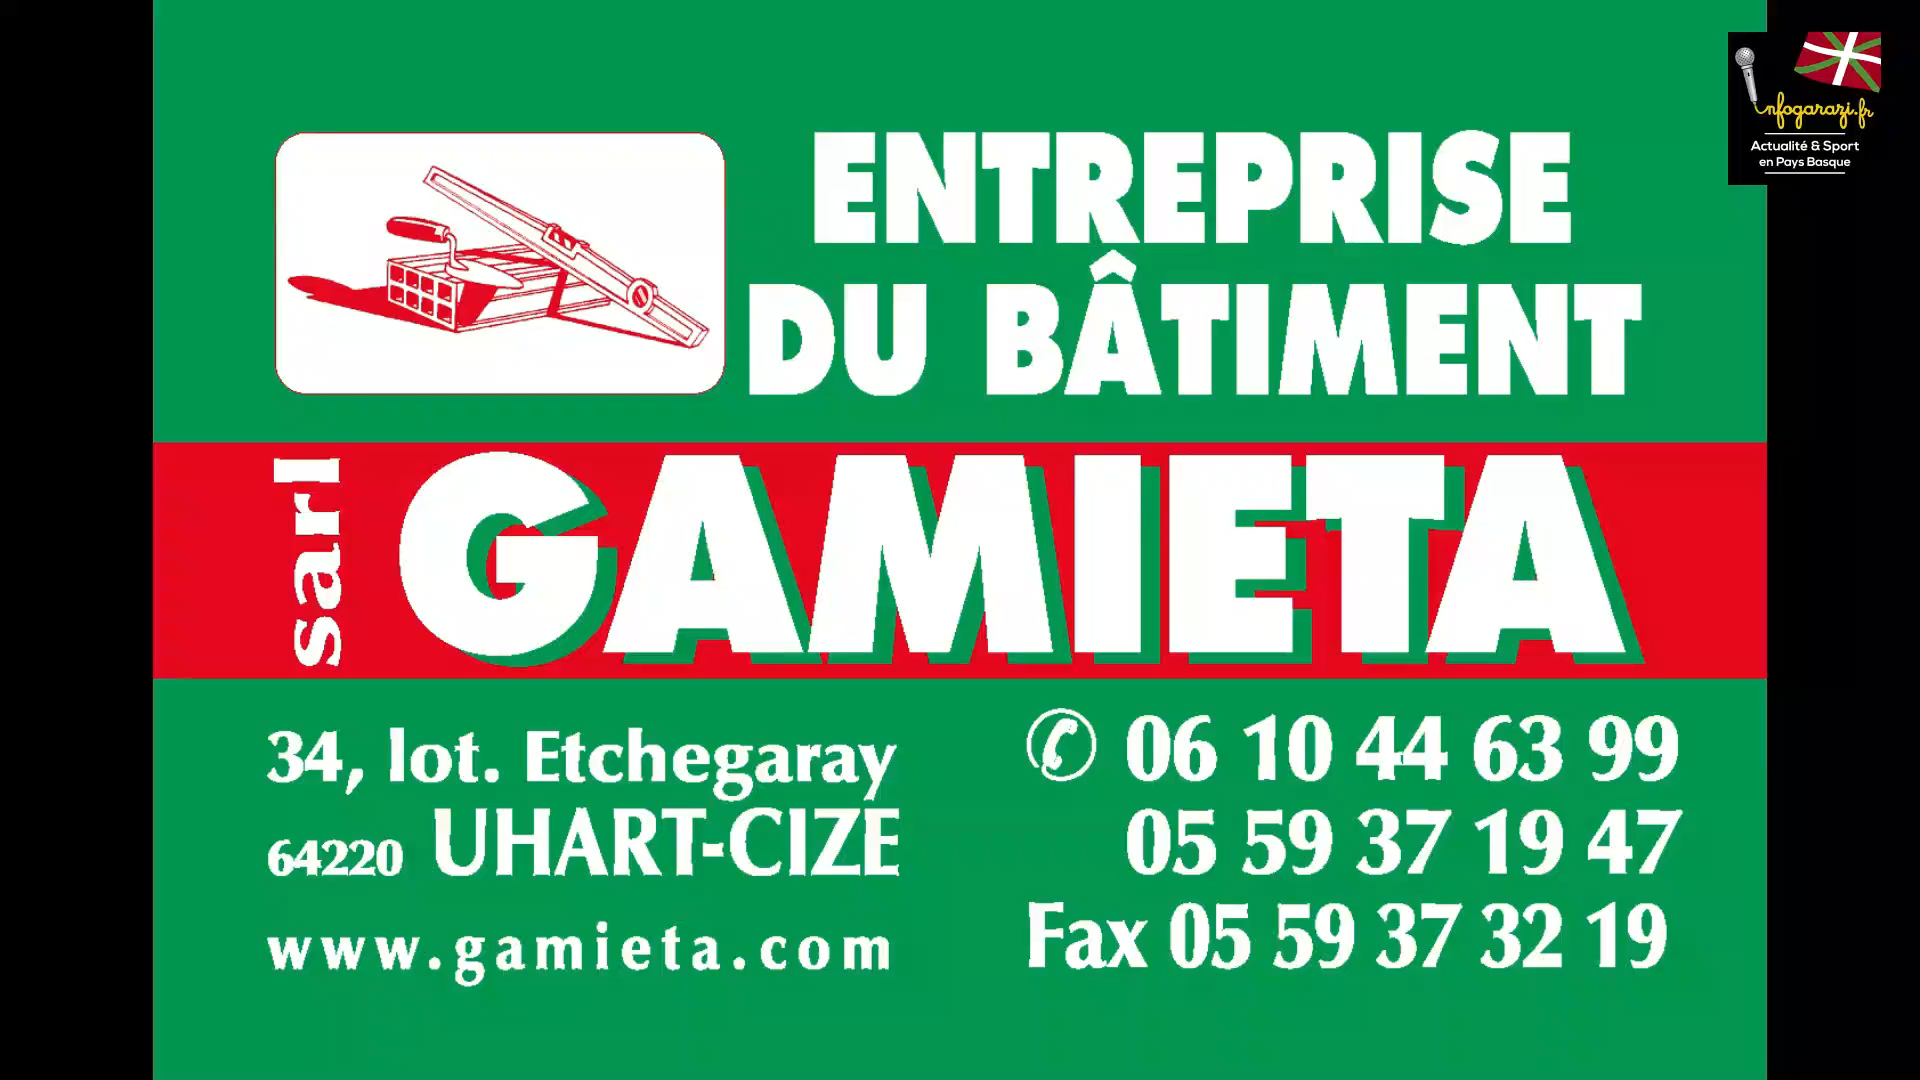 infogarazi.fr
Actualité & Sport
en Pays Basque
ENTREPRISE
DU BÂTIMENT
sarl GAMIETA
34, lot. Etchegaray
64220 UHART-CIZE
www.gamieta.com
06 10 44 63 99
05 59 37 19 47
Fax 05 59 37 32 19